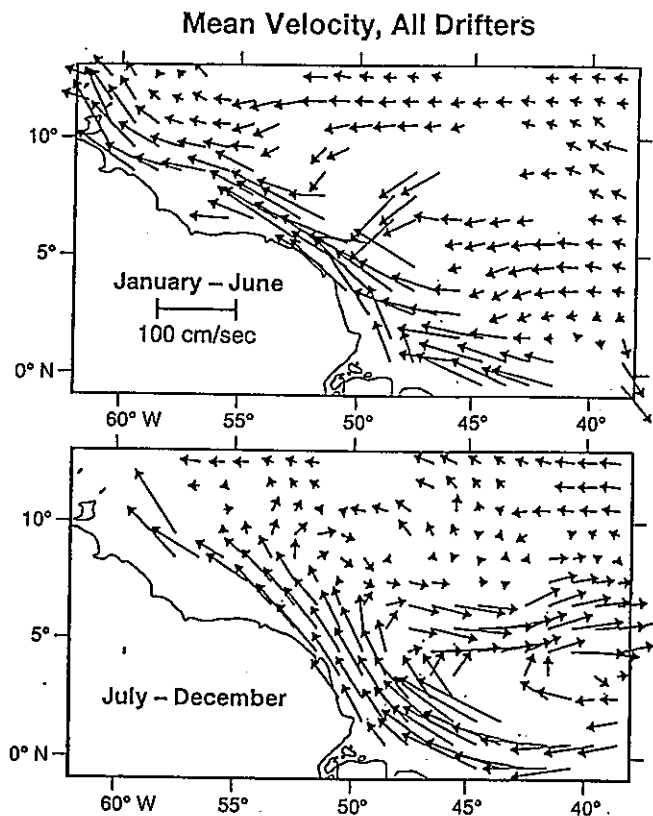 Mean Velocity, All Drifters
10°
5°
January – June
100 cm/sec
0° N
60° W 55° 50° 45° 40°
10°
5°
July – December
0° N
60° W 55° 50° 45° 40°